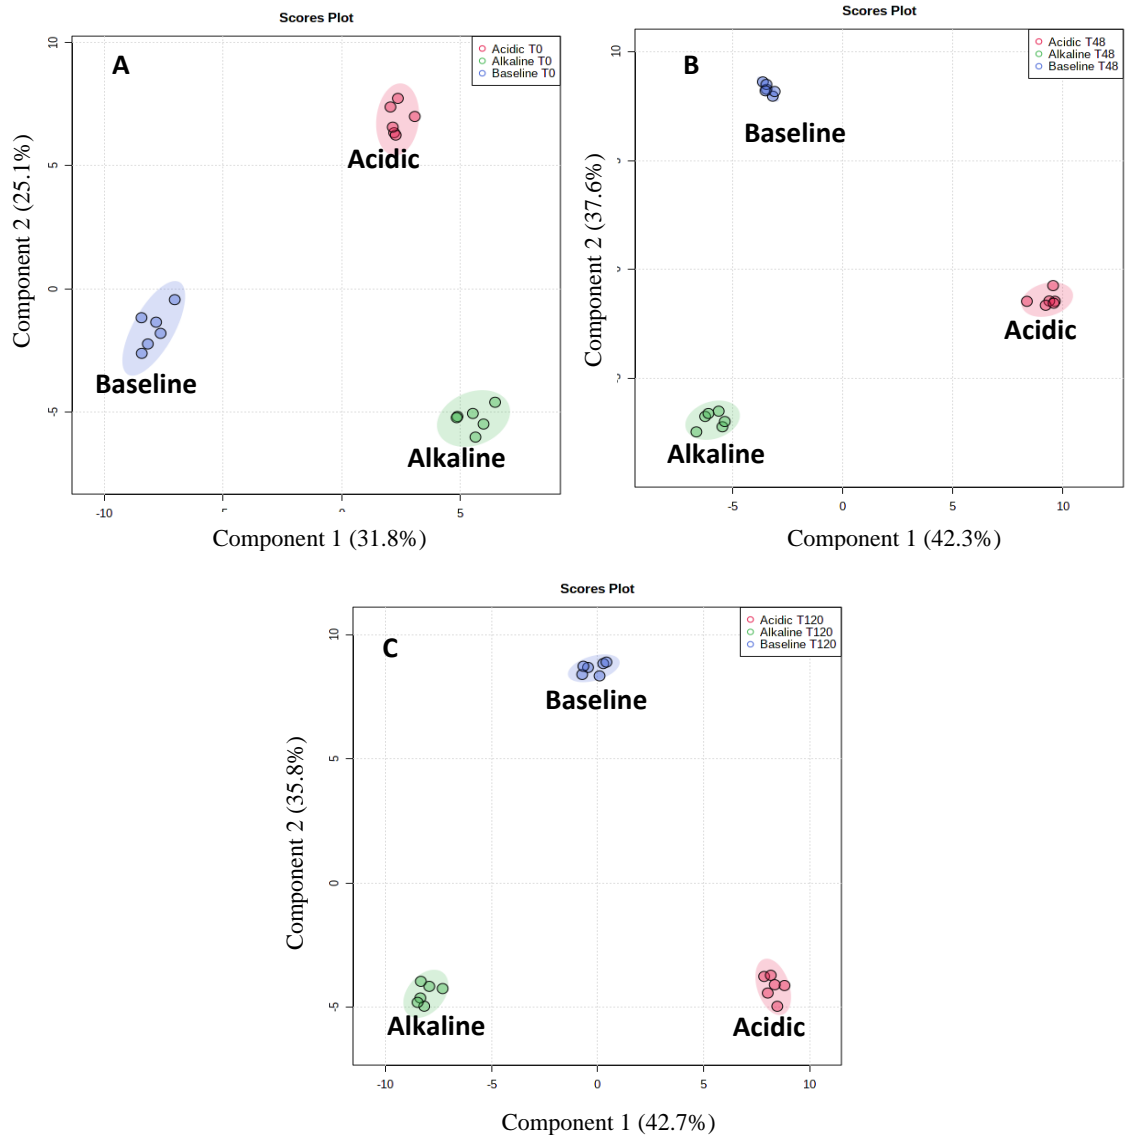 Scores Plot
A
Acidic T0
Alkaline T0
Baseline T0
Acidic
Baseline
Alkaline
Component 2 (25.1%)
10
5
0
-5
-10
5
Component 1 (31.8%)
Scores Plot
B
Acidic T48
Alkaline T48
Baseline T48
Baseline
Acidic
Alkaline
Component 2 (37.6%)
10
-5
0
5
10
Component 1 (42.3%)
Scores Plot
C
Acidic T120
Alkaline T120
Baseline T120
Baseline
Alkaline
Acidic
Component 2 (35.8%)
10
5
0
-5
-10
-5
0
5
10
Component 1 (42.7%)